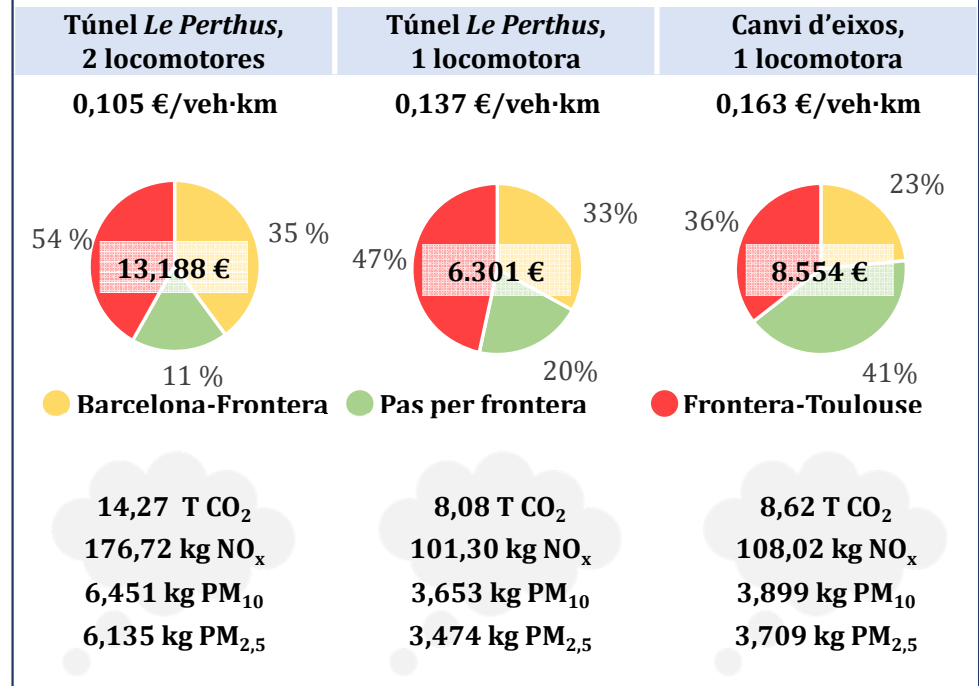 Túnel Le Perthus,
2 locomotores
Túnel Le Perthus,
1 locomotora
Canvi d'eixos,
1 locomotora
0,105 €/veh·km
0,137 €/veh·km
0,163 €/veh·km
54 %
35 %
13,188 €
11 %
47%
33%
6.301 €
20%
36%
23%
8.554 €
41%
Barcelona-Frontera
Pas per frontera
Frontera-Toulouse
14,27 T CO₂
176,72 kg NOₓ
6,451 kg PM₁₀
6,135 kg PM₂,₅
8,08 T CO₂
101,30 kg NOₓ
3,653 kg PM₁₀
3,474 kg PM₂,₅
8,62 T CO₂
108,02 kg NOₓ
3,899 kg PM₁₀
3,709 kg PM₂,₅